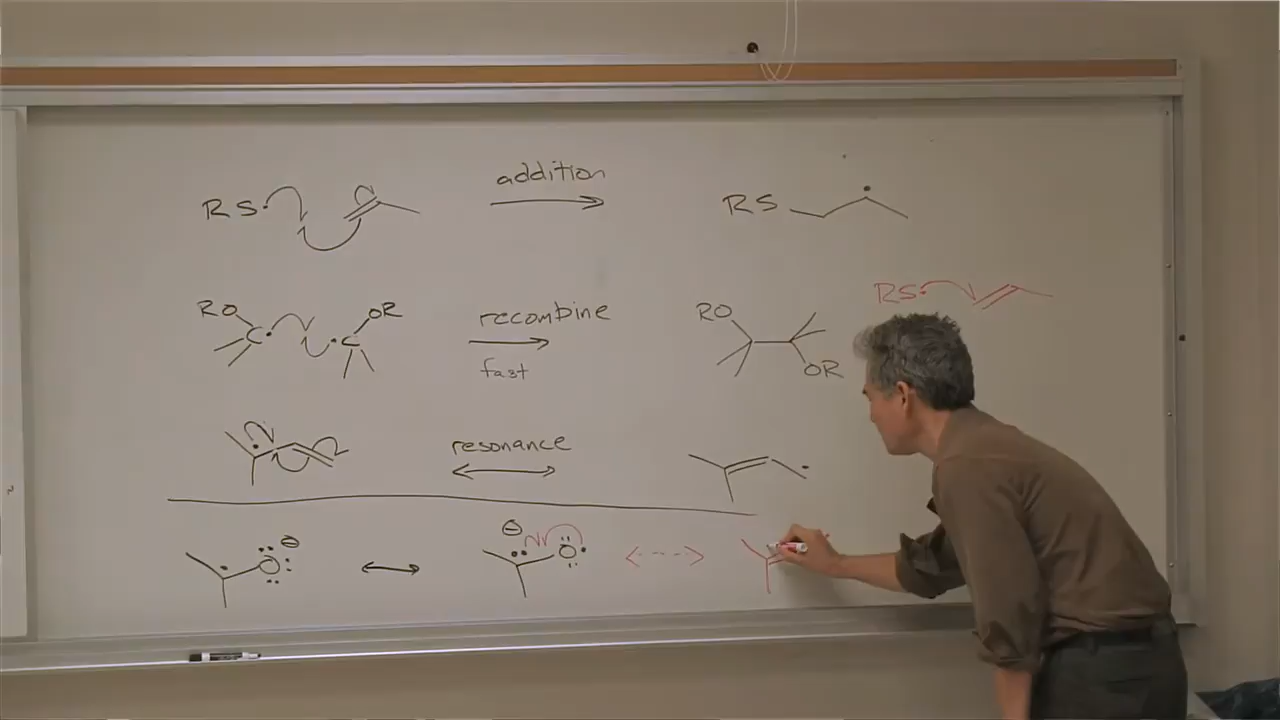 addition
RS· RS
RS·
RO OR recombine RO
C· ·C fast OR
resonance
⊖ ⊖
O O